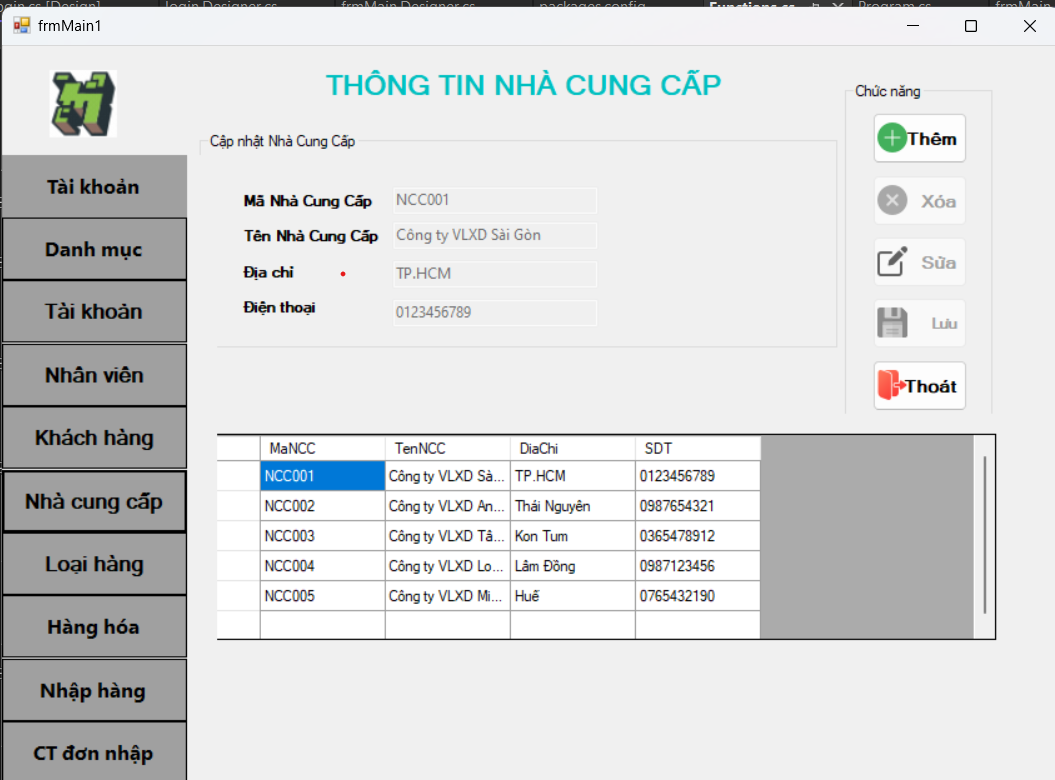 frmMain1
THÔNG TIN NHÀ CUNG CẤP
Cập nhật Nhà Cung Cấp
Mã Nhà Cung Cấp NCC001
Tên Nhà Cung Cấp Công ty VLXD Sài Gòn
Địa chỉ TP.HCM
Điện thoại 0123456789
Chức năng
Thêm
Xóa
Sửa
Lưu
Thoát
Tài khoản
Danh mục
Tài khoản
Nhân viên
Khách hàng
Nhà cung cấp
Loại hàng
Hàng hóa
Nhập hàng
CT đơn nhập
MaNCC TenNCC DiaChi SDT
NCC001 Công ty VLXD Sà... TP.HCM 0123456789
NCC002 Công ty VLXD An... Thái Nguyên 0987654321
NCC003 Công ty VLXD Tâ... Kon Tum 0365478912
NCC004 Công ty VLXD Lo... Lâm Đồng 0987123456
NCC005 Công ty VLXD Mi... Huế 0765432190